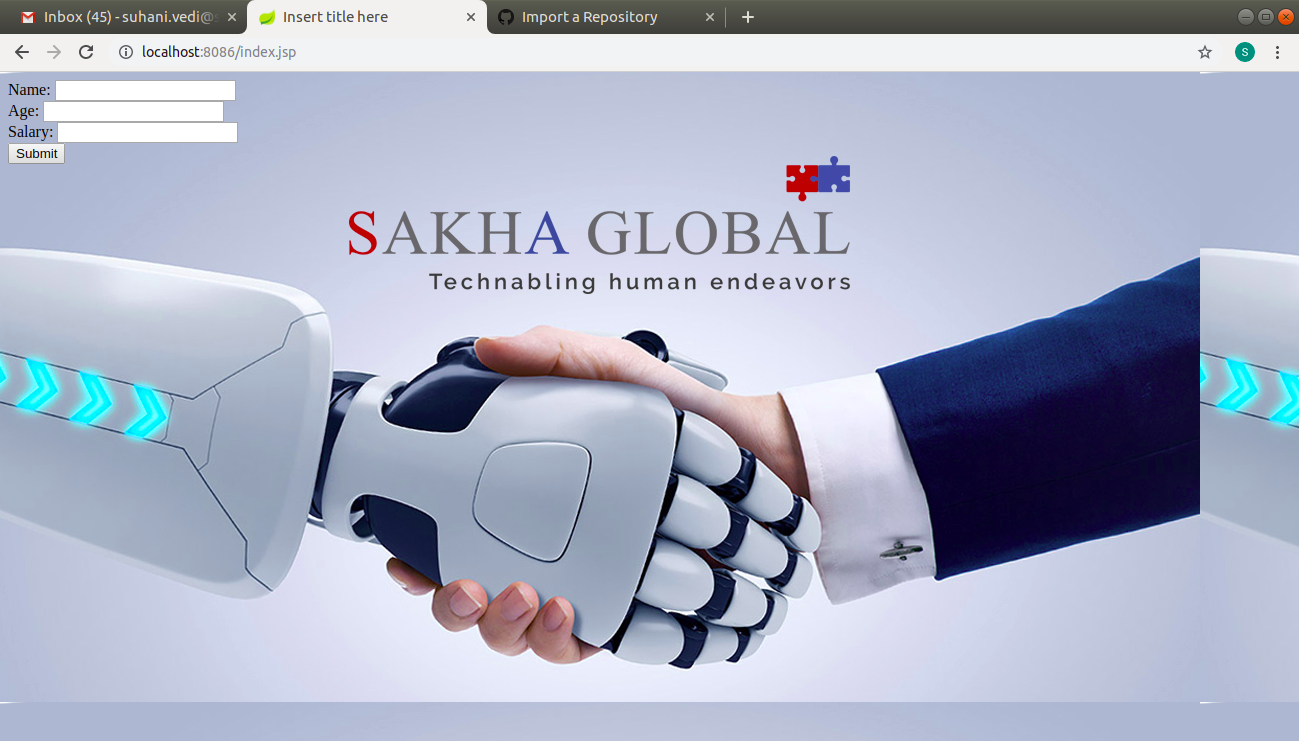 Inbox (45) - suhani.vedi@
Insert title here
Import a Repository
localhost:8086/index.jsp
S
Name:
Age:
Salary:
Submit
SAKHA GLOBAL
Technabling human endeavors